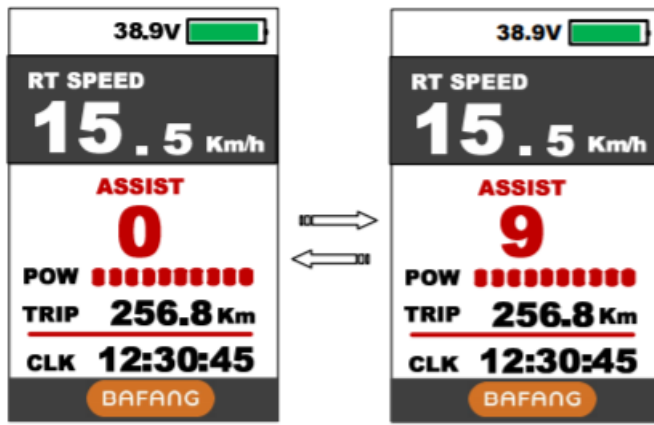 38.9V
RT SPEED
15.5 Km/h
ASSIST
0
POW
TRIP 256.8 Km
CLK 12:30:45
BAFANG
38.9V
RT SPEED
15.5 Km/h
ASSIST
9
POW
TRIP 256.8 Km
CLK 12:30:45
BAFANG